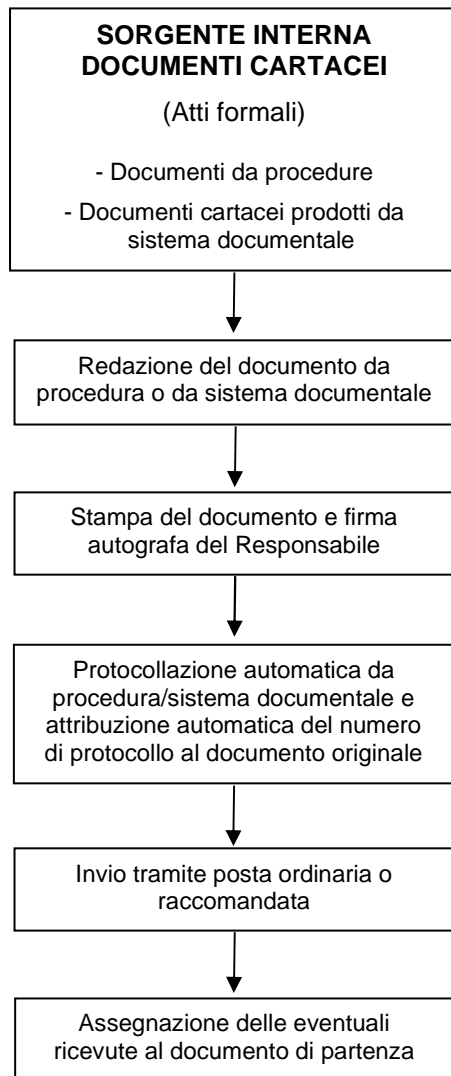 SORGENTE INTERNA
DOCUMENTI CARTACEI
(Atti formali)
- Documenti da procedure
- Documenti cartacei prodotti da
sistema documentale
Redazione del documento da
procedura o da sistema documentale
Stampa del documento e firma
autografa del Responsabile
Protocollazione automatica da
procedura/sistema documentale e
attribuzione automatica del numero
di protocollo al documento originale
Invio tramite posta ordinaria o
raccomandata
Assegnazione delle eventuali
ricevute al documento di partenza